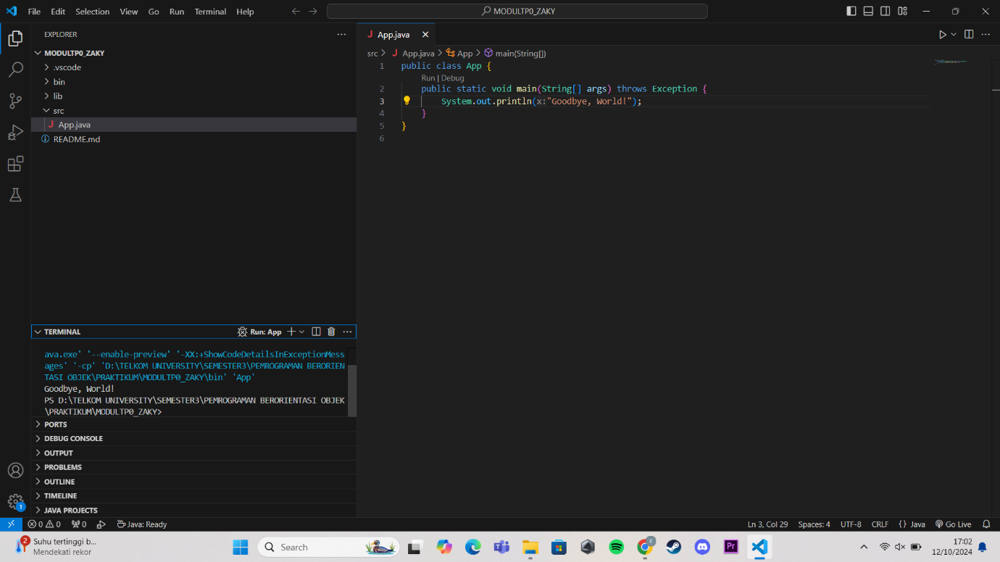 File Edit Selection View Go Run Terminal Help
MODULTP0_ZAKY
EXPLORER
MODULTP0_ZAKY
.vscode
bin
lib
src
J App.java
README.md
J App.java
src > J App.java > App > main(String[])
1 public class App {
Run | Debug
2 public static void main(String[] args) throws Exception {
3 System.out.println(x:"Goodbye, World!");
4 }
5 }
6
TERMINAL
Run: App
ava.exe' '--enable-preview' '-XX:+ShowCodeDetailsInExceptionMess
ages' '-cp' 'D:\TELKOM UNIVERSITY\SEMESTER3\PEMROGRAMAN BERORIEN
TASI OBJEK\PRAKTIKUM\MODULTP0_ZAKY\bin' 'App'
Goodbye, World!
PS D:\TELKOM UNIVERSITY\SEMESTER3\PEMROGRAMAN BERORIENTASI OBJEK
\PRAKTIKUM\MODULTP0_ZAKY>
PORTS
DEBUG CONSOLE
OUTPUT
PROBLEMS
OUTLINE
TIMELINE
JAVA PROJECTS
1
0 0 0 Java: Ready
Ln 3, Col 29 Spaces: 4 UTF-8 CRLF {} Java Go Live
2
Suhu tertinggi b...
Mendekati rekor
Search
z
Pr
17:02
12/10/2024